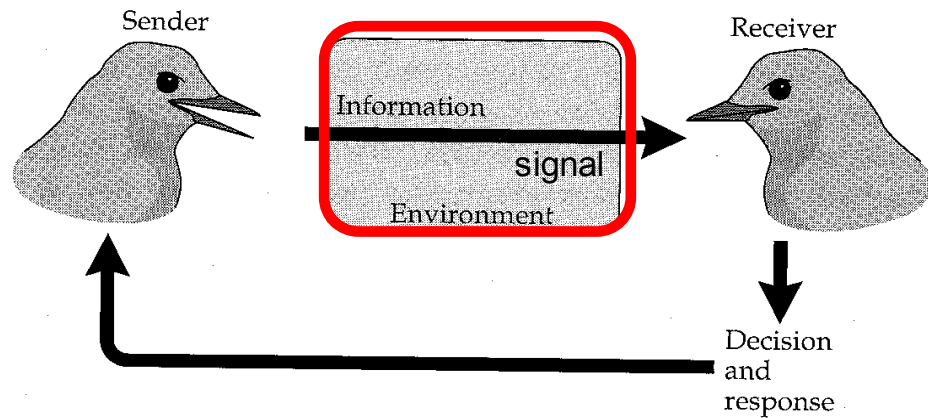 Sender
Receiver
Information
signal
Environment
Decision
and
response